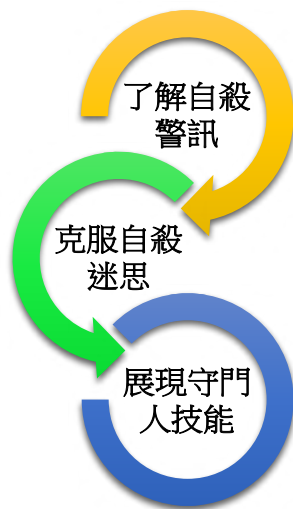 了解自殺
警訊
克服自殺
迷思
展現守門
人技能